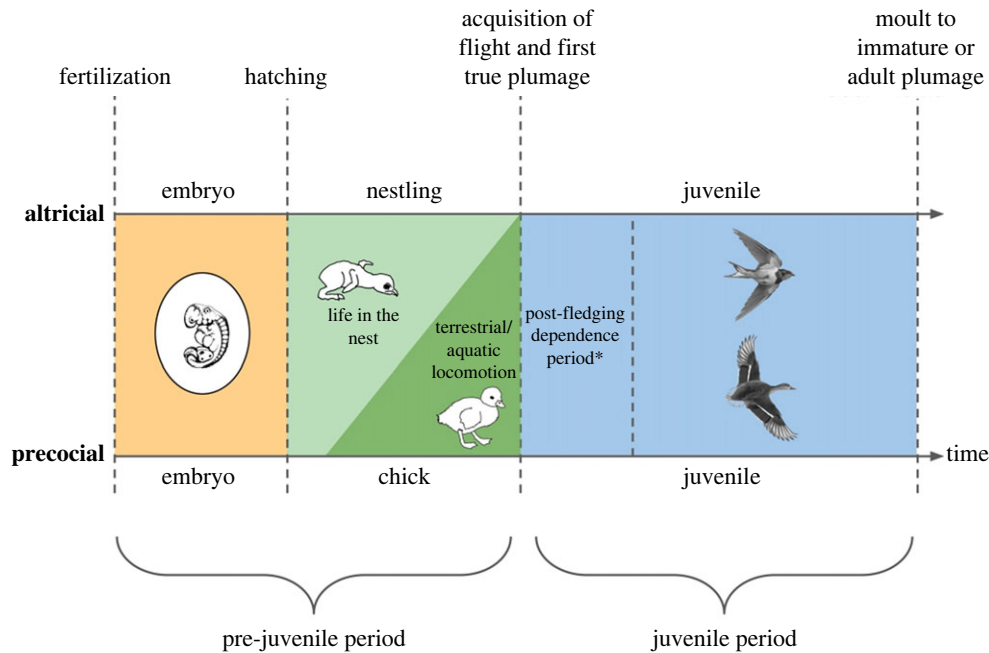 acquisition of
flight and first
true plumage
moult to
immature or
adult plumage
fertilization
hatching
embryo
nestling
juvenile
altricial
life in the
nest
terrestrial/
aquatic
locomotion
post-fledging
dependence
period*
precocial
time
embryo
chick
juvenile
pre-juvenile period
juvenile period